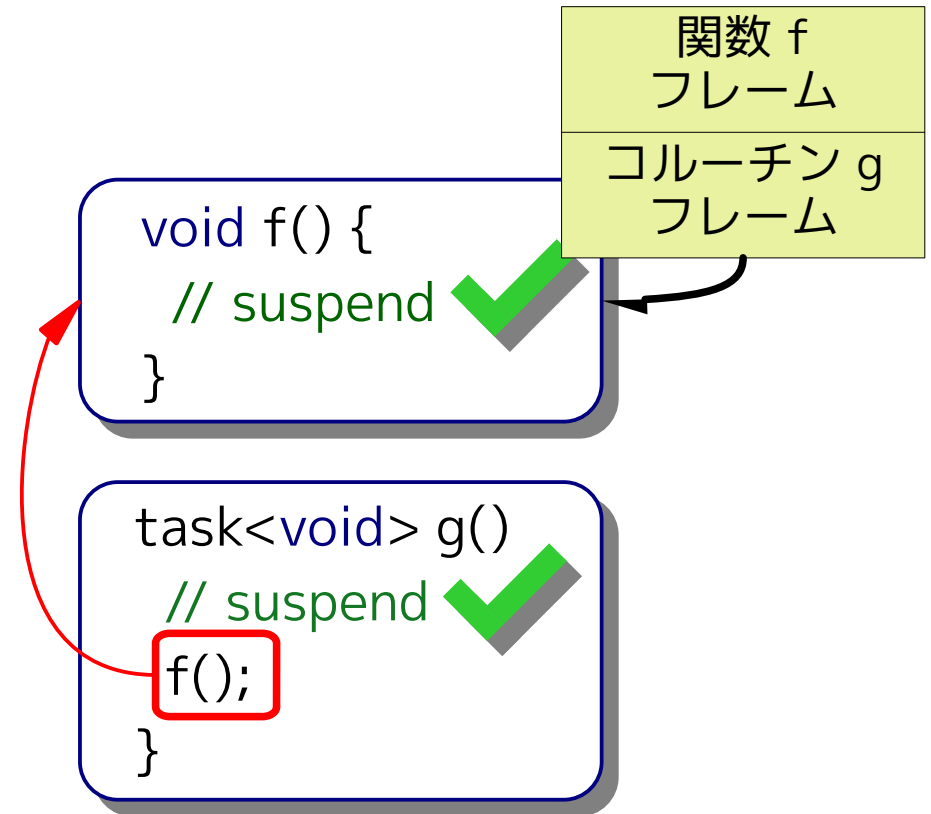 関数 f
フレーム
コルーチン g
フレーム
void f() {
// suspend
}
task<void> g()
// suspend
f();
}